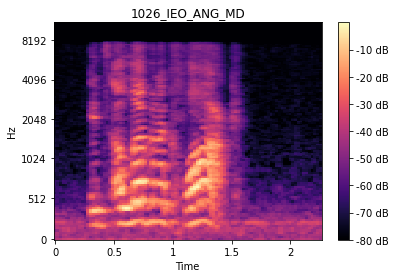 1026_IEO_ANG_MD
8192
4096
2048
1024
512
0
Hz
0
0.5
1
1.5
2
Time
-10 dB
-20 dB
-30 dB
-40 dB
-50 dB
-60 dB
-70 dB
-80 dB